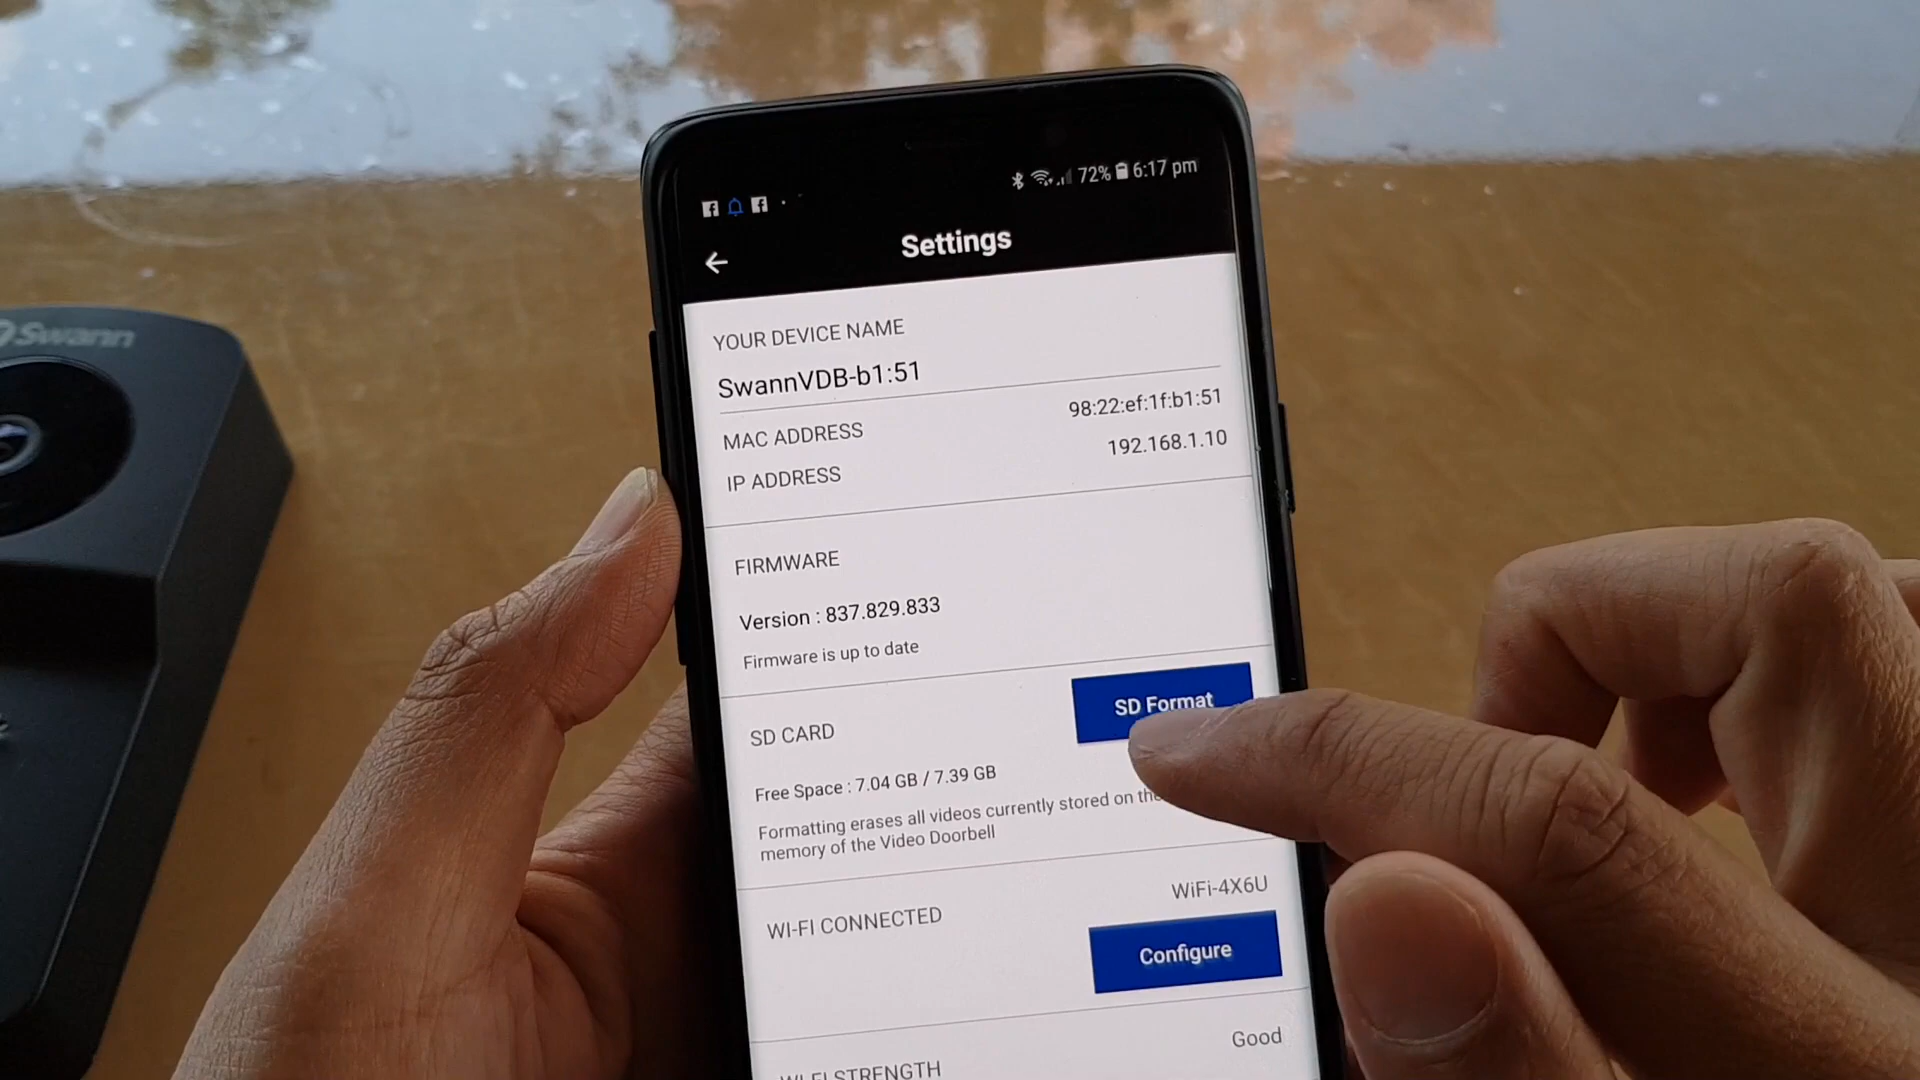 72% 6:17 pm
Settings
YOUR DEVICE NAME
SwannVDB-b1:51
MAC ADDRESS 98:22:ef:1f:b1:51
IP ADDRESS 192.168.1.10
FIRMWARE
Version : 837.829.833
Firmware is up to date
SD CARD SD Format
Free Space : 7.04 GB / 7.39 GB
Formatting erases all videos currently stored on the
memory of the Video Doorbell
WI-FI CONNECTED WiFi-4X6U
Configure
WI-FI STRENGTH Good
Swann